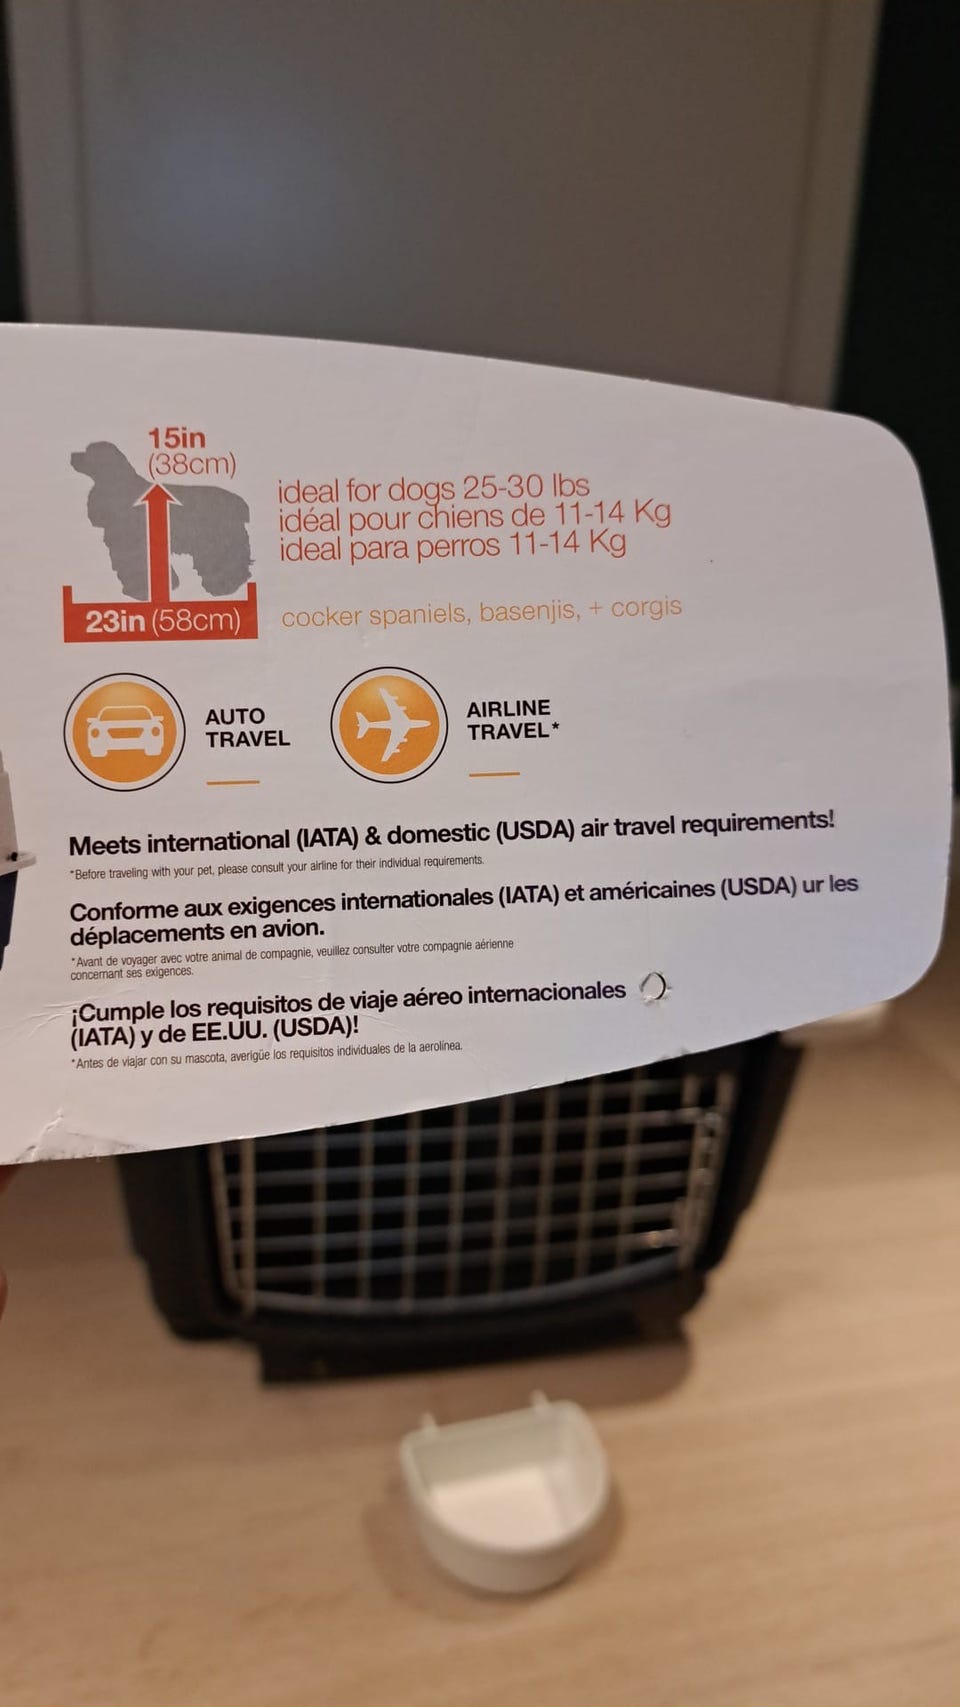 15in
(38cm)
ideal for dogs 25-30 lbs
idéal pour chiens de 11-14 Kg
ideal para perros 11-14 Kg
23in (58cm)
cocker spaniels, basenjis, + corgis
AUTO
TRAVEL
AIRLINE
TRAVEL*
Meets international (IATA) & domestic (USDA) air travel requirements!
*Before traveling with your pet, please consult your airline for their individual requirements.
Conforme aux exigences internationales (IATA) et américaines (USDA) ur les
déplacements en avion.
*Avant de voyager avec votre animal de compagnie, veuillez consulter votre compagnie aérienne
concernant ses exigences.
¡Cumple los requisitos de viaje aéreo internacionales
(IATA) y de EE.UU. (USDA)!
*Antes de viajar con su mascota, averigüe los requisitos individuales de la aerolínea.